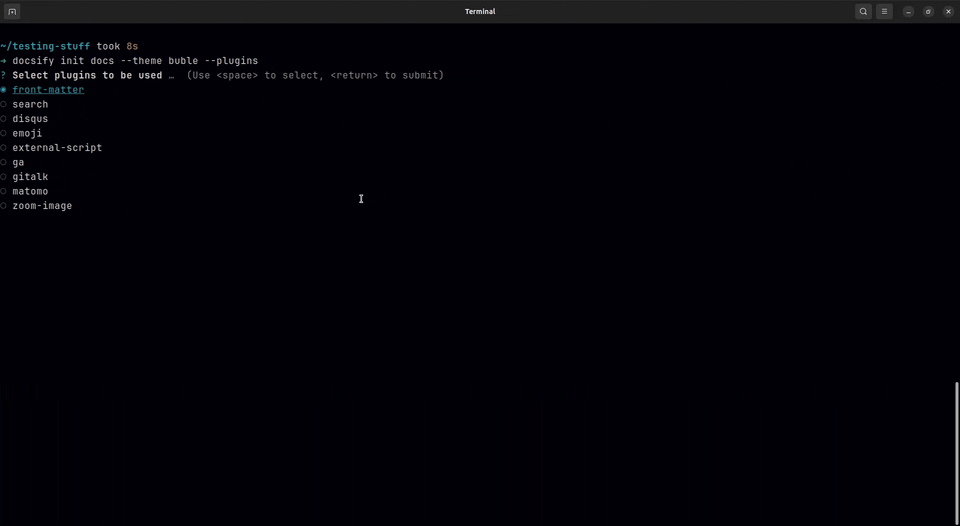 Terminal
~/testing-stuff took 8s
➜ docsify init docs --theme buble --plugins
? Select plugins to be used … (Use <space> to select, <return> to submit)
front-matter
search
disqus
emoji
external-script
ga
gitalk
matomo
zoom-image